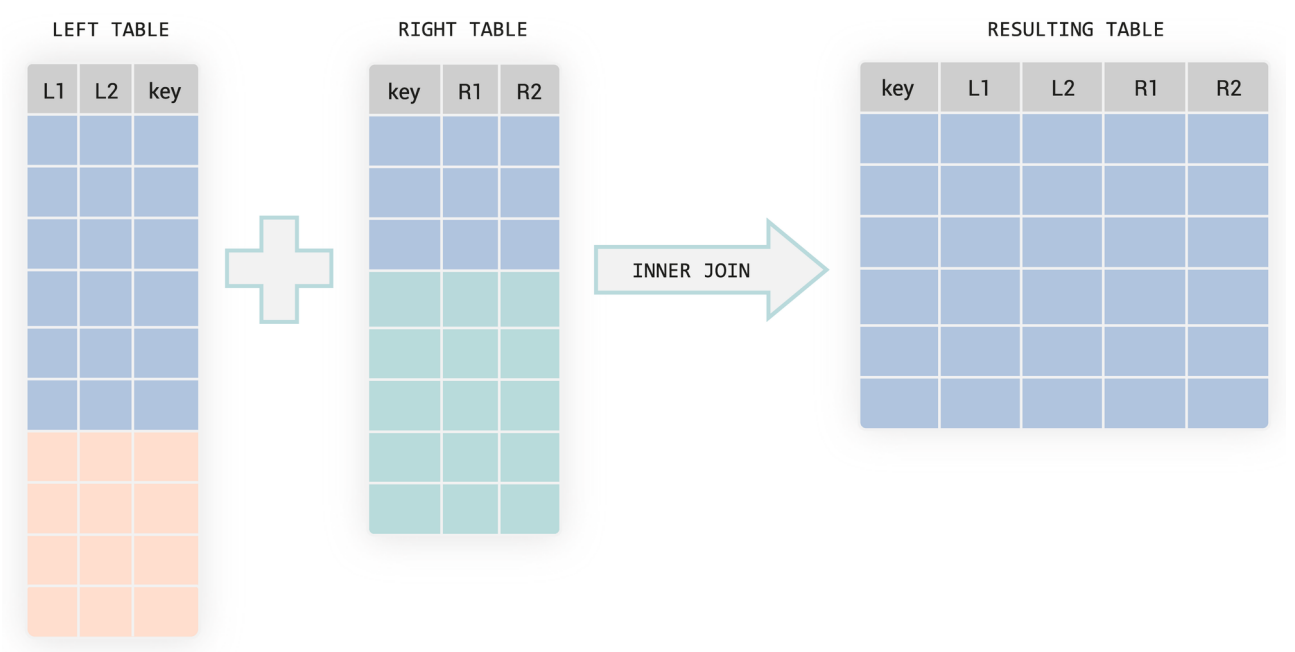 LEFT TABLE
RIGHT TABLE
RESULTING TABLE
L1 L2 key
key R1 R2
key L1 L2 R1 R2
INNER JOIN